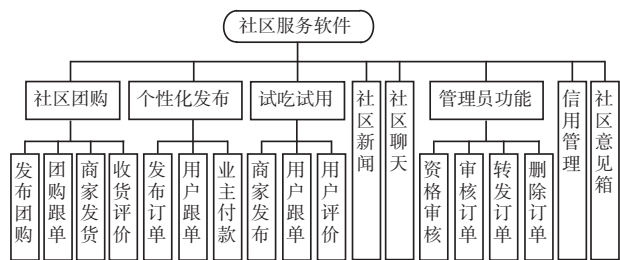 社区服务软件
社区团购
个性化发布
试吃试用
社区新闻
社区聊天
管理员功能
信用管理
社区意见箱
发布团购
团购跟单
商家发货
收货评价
发布订单
用户跟单
业主付款
商家发布
用户跟单
用户评价
资格审核
审核订单
转发订单
删除订单